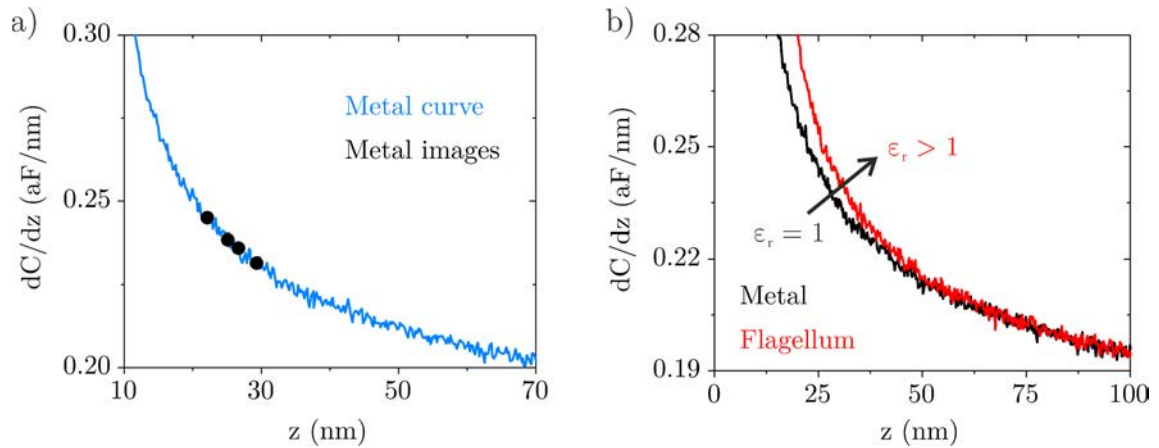 a)
0.30
0.25
0.20
dC/dz (aF/nm)
10
30
50
70
z (nm)
Metal curve
Metal images
b)
0.28
0.25
0.22
0.19
dC/dz (aF/nm)
0
25
50
75
100
z (nm)
εᵣ > 1
εᵣ = 1
Metal
Flagellum